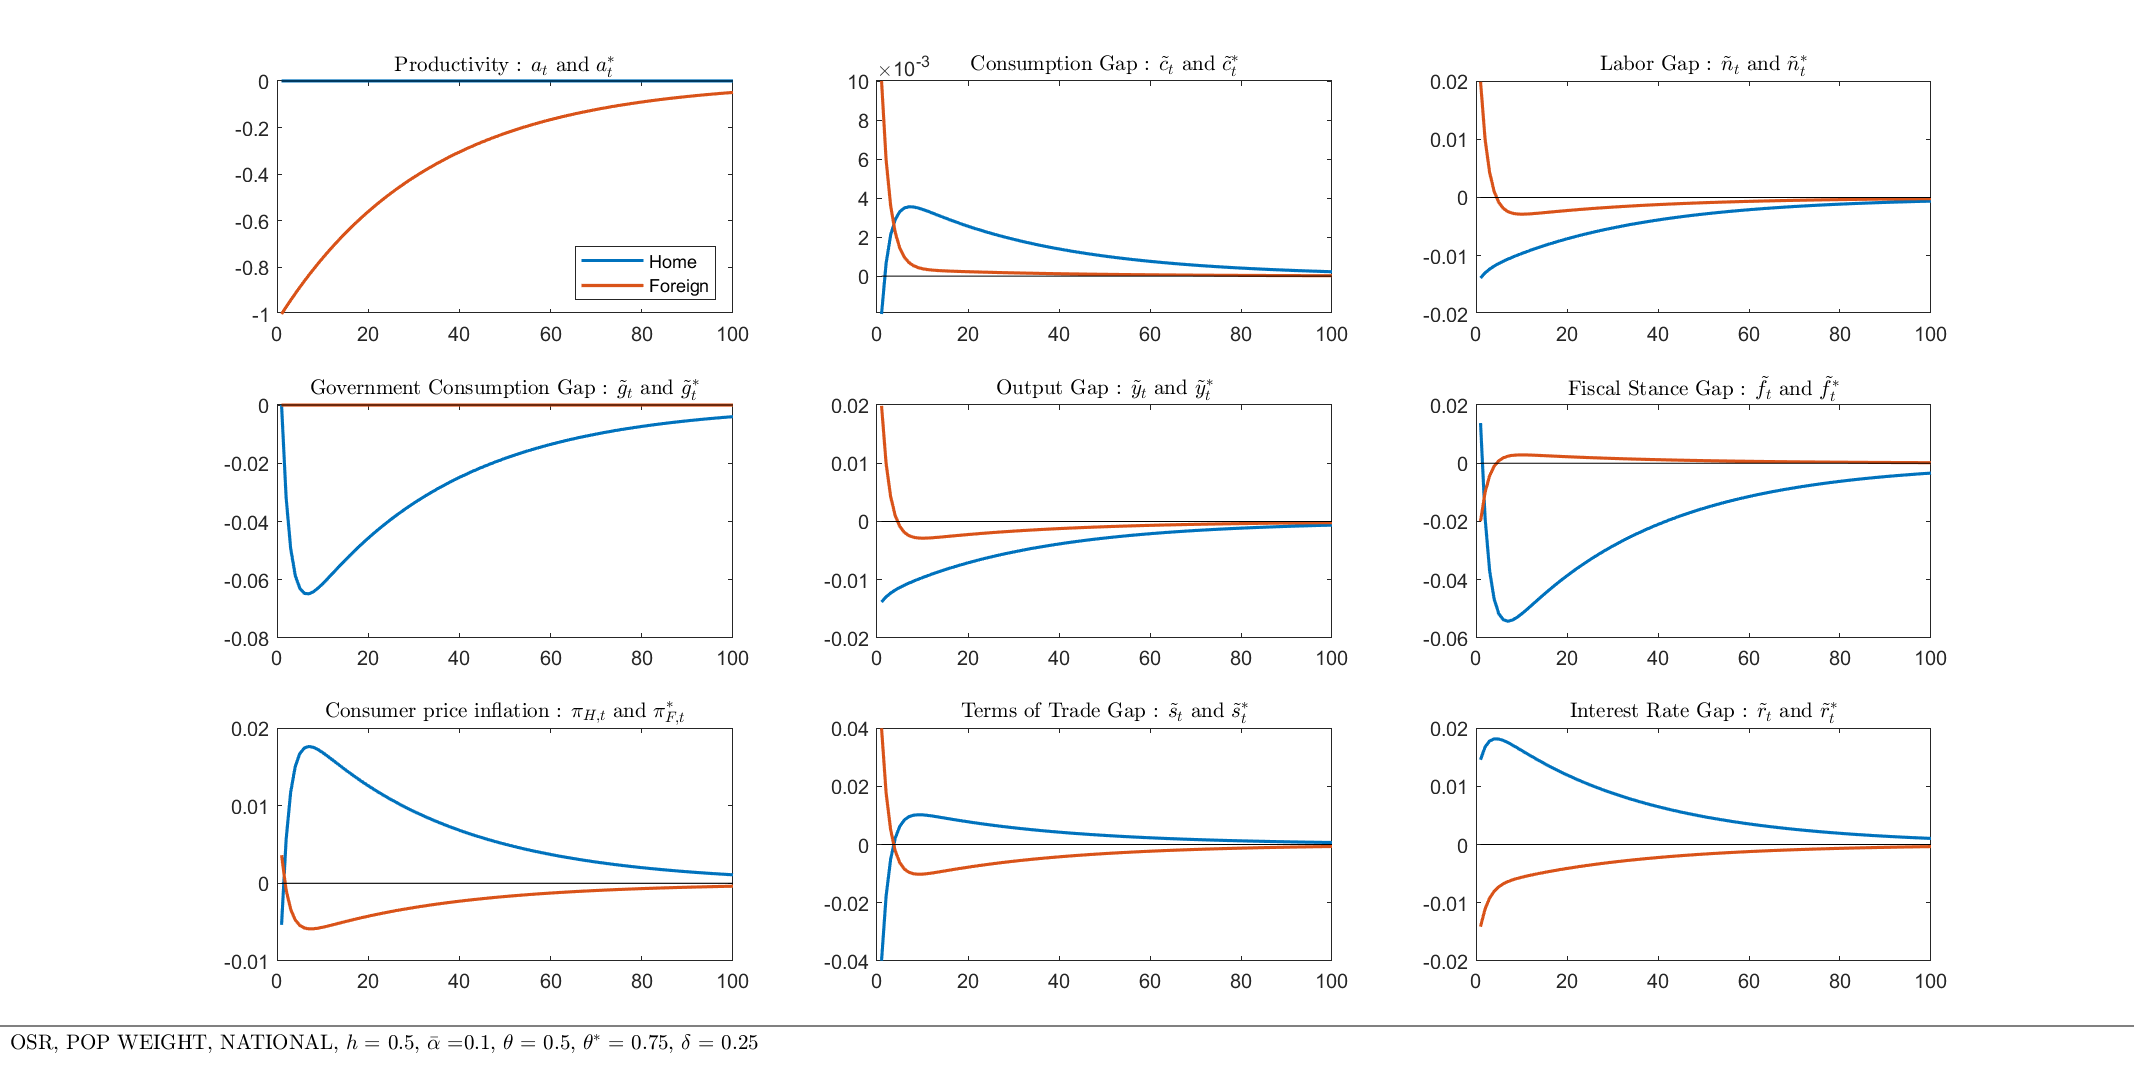 Productivity : a_t and a_t^*
0
-0.2
-0.4
-0.6
-0.8
-1
0 20 40 60 80 100
Home
Foreign
×10^-3
Consumption Gap : c̃_t and c̃_t^*
10
8
6
4
2
0
0 20 40 60 80 100
Labor Gap : ñ_t and ñ_t^*
0.02
0.01
0
-0.01
-0.02
0 20 40 60 80 100
Government Consumption Gap : g̃_t and g̃_t^*
0
-0.02
-0.04
-0.06
-0.08
0 20 40 60 80 100
Output Gap : ỹ_t and ỹ_t^*
0.02
0.01
0
-0.01
-0.02
0 20 40 60 80 100
Fiscal Stance Gap : f̃_t and f̃_t^*
0.02
0
-0.02
-0.04
-0.06
0 20 40 60 80 100
Consumer price inflation : π_{H,t} and π_{F,t}^*
0.02
0.01
0
-0.01
0 20 40 60 80 100
Terms of Trade Gap : s̃_t and s̃_t^*
0.04
0.02
0
-0.02
-0.04
0 20 40 60 80 100
Interest Rate Gap : r̃_t and r̃_t^*
0.02
0.01
0
-0.01
-0.02
0 20 40 60 80 100
OSR, POP WEIGHT, NATIONAL, h = 0.5, ᾱ =0.1, θ = 0.5, θ* = 0.75, δ = 0.25